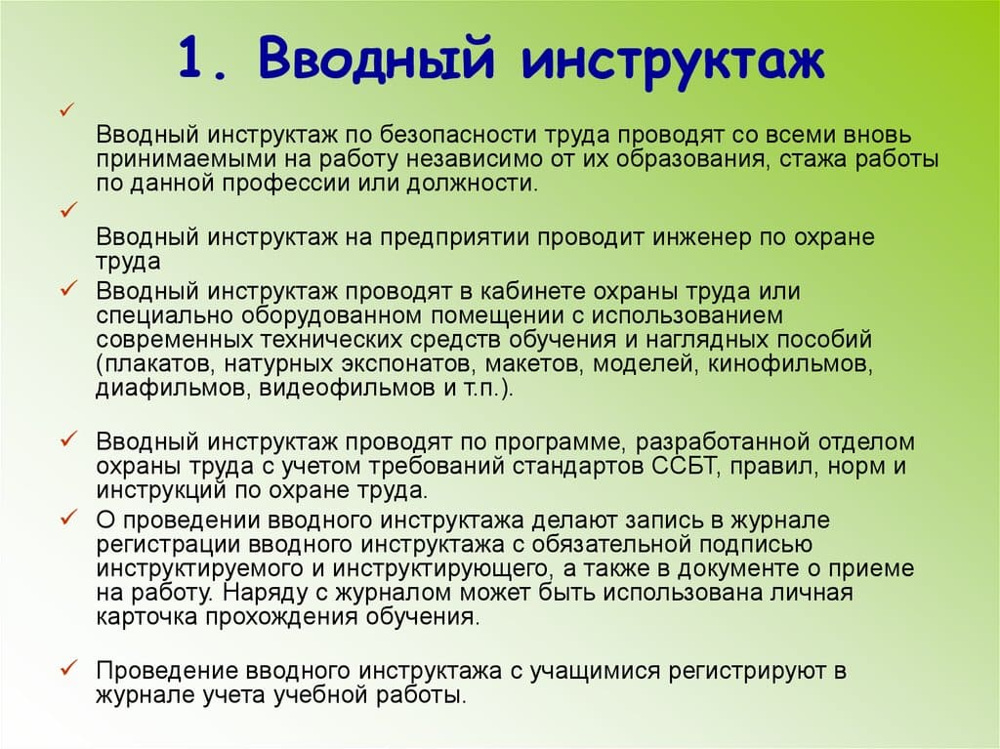 1. Вводный инструктаж
Вводный инструктаж по безопасности труда проводят со всеми вновь
принимаемыми на работу независимо от их образования, стажа работы
по данной профессии или должности.
Вводный инструктаж на предприятии проводит инженер по охране
труда
Вводный инструктаж проводят в кабинете охраны труда или
специально оборудованном помещении с использованием
современных технических средств обучения и наглядных пособий
(плакатов, натурных экспонатов, макетов, моделей, кинофильмов,
диафильмов, видеофильмов и т.п.).
Вводный инструктаж проводят по программе, разработанной отделом
охраны труда с учетом требований стандартов ССБТ, правил, норм и
инструкций по охране труда.
О проведении вводного инструктажа делают запись в журнале
регистрации вводного инструктажа с обязательной подписью
инструктируемого и инструктирующего, а также в документе о приеме
на работу. Наряду с журналом может быть использована личная
карточка прохождения обучения.
Проведение вводного инструктажа с учащимися регистрируют в
журнале учета учебной работы.